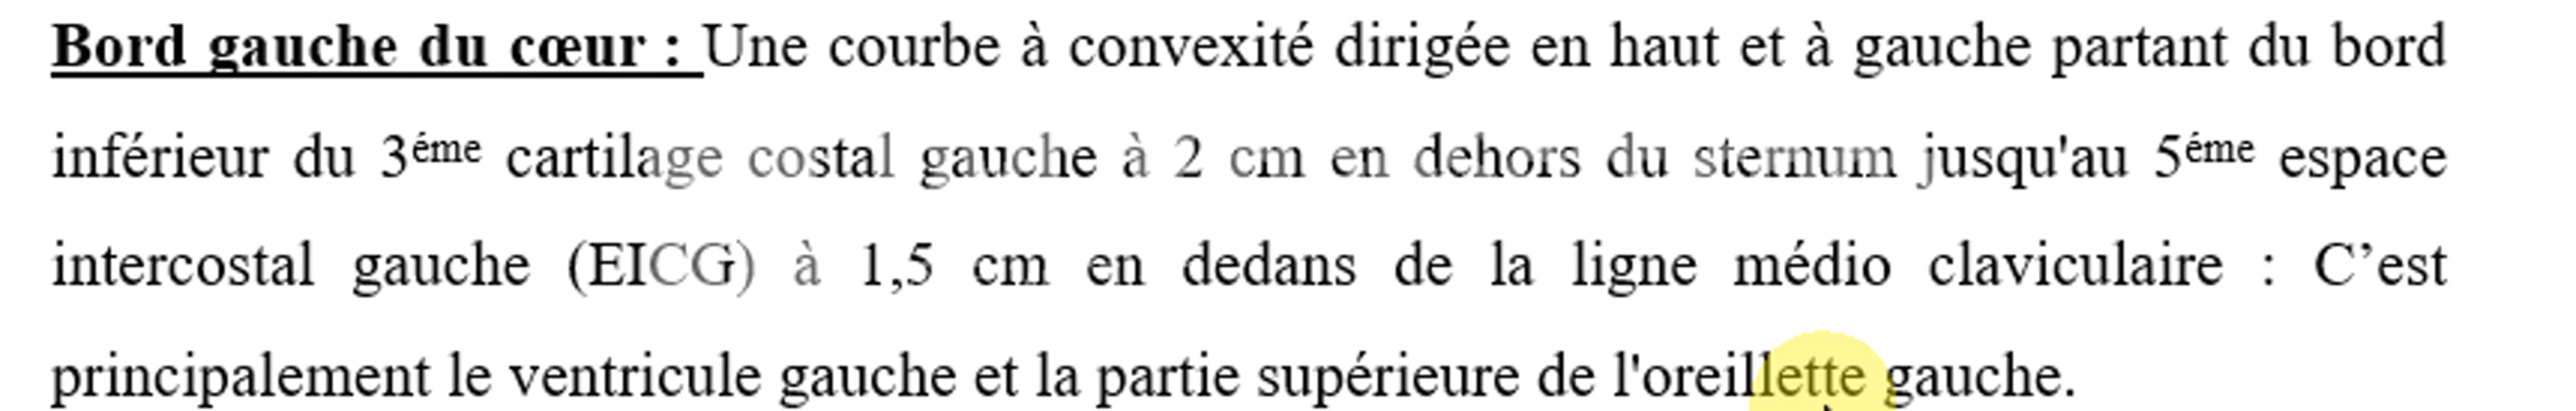 Bord gauche du cœur : Une courbe à convexité dirigée en haut et à gauche partant du bord
inférieur du 3éme cartilage costal gauche à 2 cm en dehors du sternum jusqu'au 5éme espace
intercostal gauche (EICG) à 1,5 cm en dedans de la ligne médio claviculaire : C’est
principalement le ventricule gauche et la partie supérieure de l'oreillette gauche.